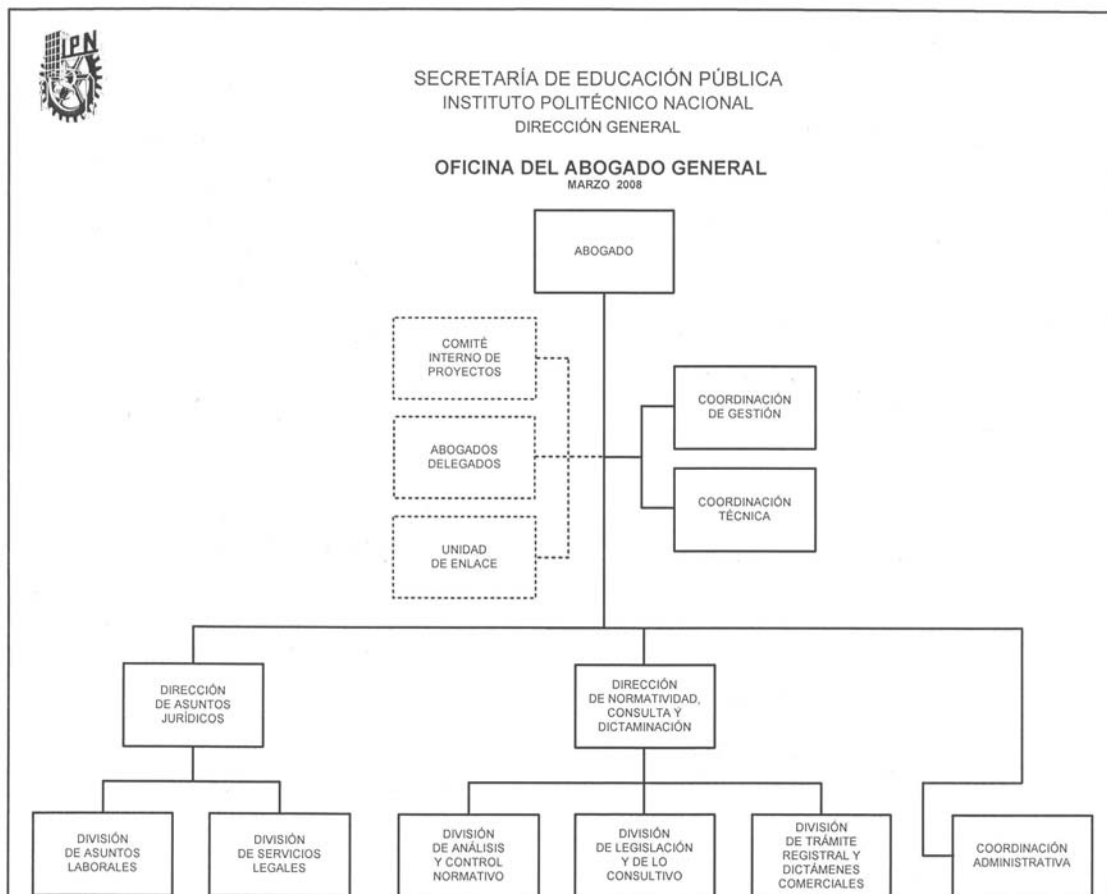 IPN
SECRETARÍA DE EDUCACIÓN PÚBLICA
INSTITUTO POLITÉCNICO NACIONAL
DIRECCIÓN GENERAL
OFICINA DEL ABOGADO GENERAL
MARZO 2008
ABOGADO
COMITÉ
INTERNO DE
PROYECTOS
COORDINACIÓN
DE GESTIÓN
ABOGADOS
DELEGADOS
COORDINACIÓN
TÉCNICA
UNIDAD
DE ENLACE
DIRECCIÓN
DE ASUNTOS
JURÍDICOS
DIRECCIÓN
DE NORMATIVIDAD,
CONSULTA Y
DICTAMINACIÓN
DIVISIÓN
DE ASUNTOS
LABORALES
DIVISIÓN
DE SERVICIOS
LEGALES
DIVISIÓN
DE ANÁLISIS
Y CONTROL
NORMATIVO
DIVISIÓN
DE LEGISLACIÓN
Y DE LO
CONSULTIVO
DIVISIÓN
DE TRÁMITE
REGISTRAL Y
DICTÁMENES
COMERCIALES
COORDINACIÓN
ADMINISTRATIVA